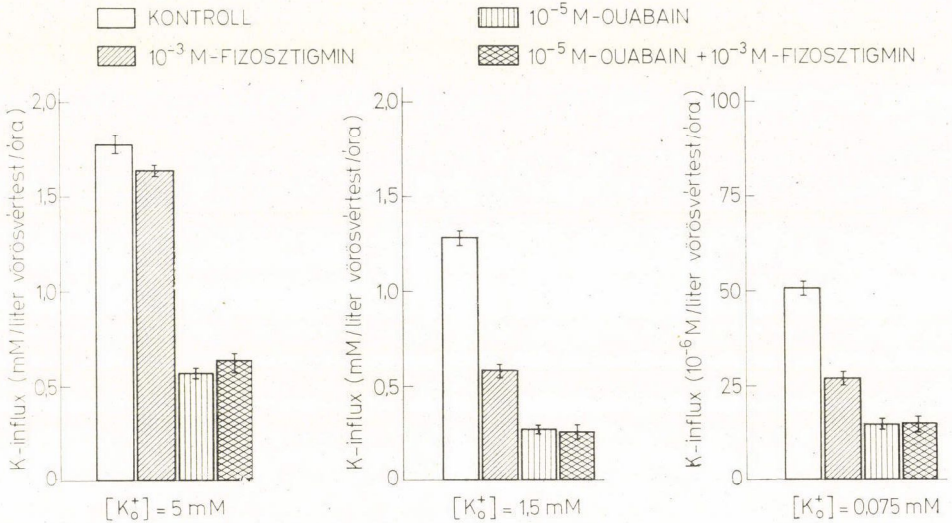 KONTROLL
10⁻³ M-FIZOSZTIGMIN
10⁻⁵ M-OUABAIN
10⁻⁵ M-OUABAIN + 10⁻³ M-FIZOSZTIGMIN
K-influx (mM/liter vörösvértest/óra)
2,0
1,5
1,0
0,5
0
[K₀⁺] = 5 mM
K-influx (mM/liter vörösvértest/óra)
2,0
1,5
1,0
0,5
0
[K₀⁺] = 1,5 mM
K-influx (10⁻⁶ M/liter vörösvértest/óra)
100
75
50
25
0
[K₀⁺] = 0,075 mM